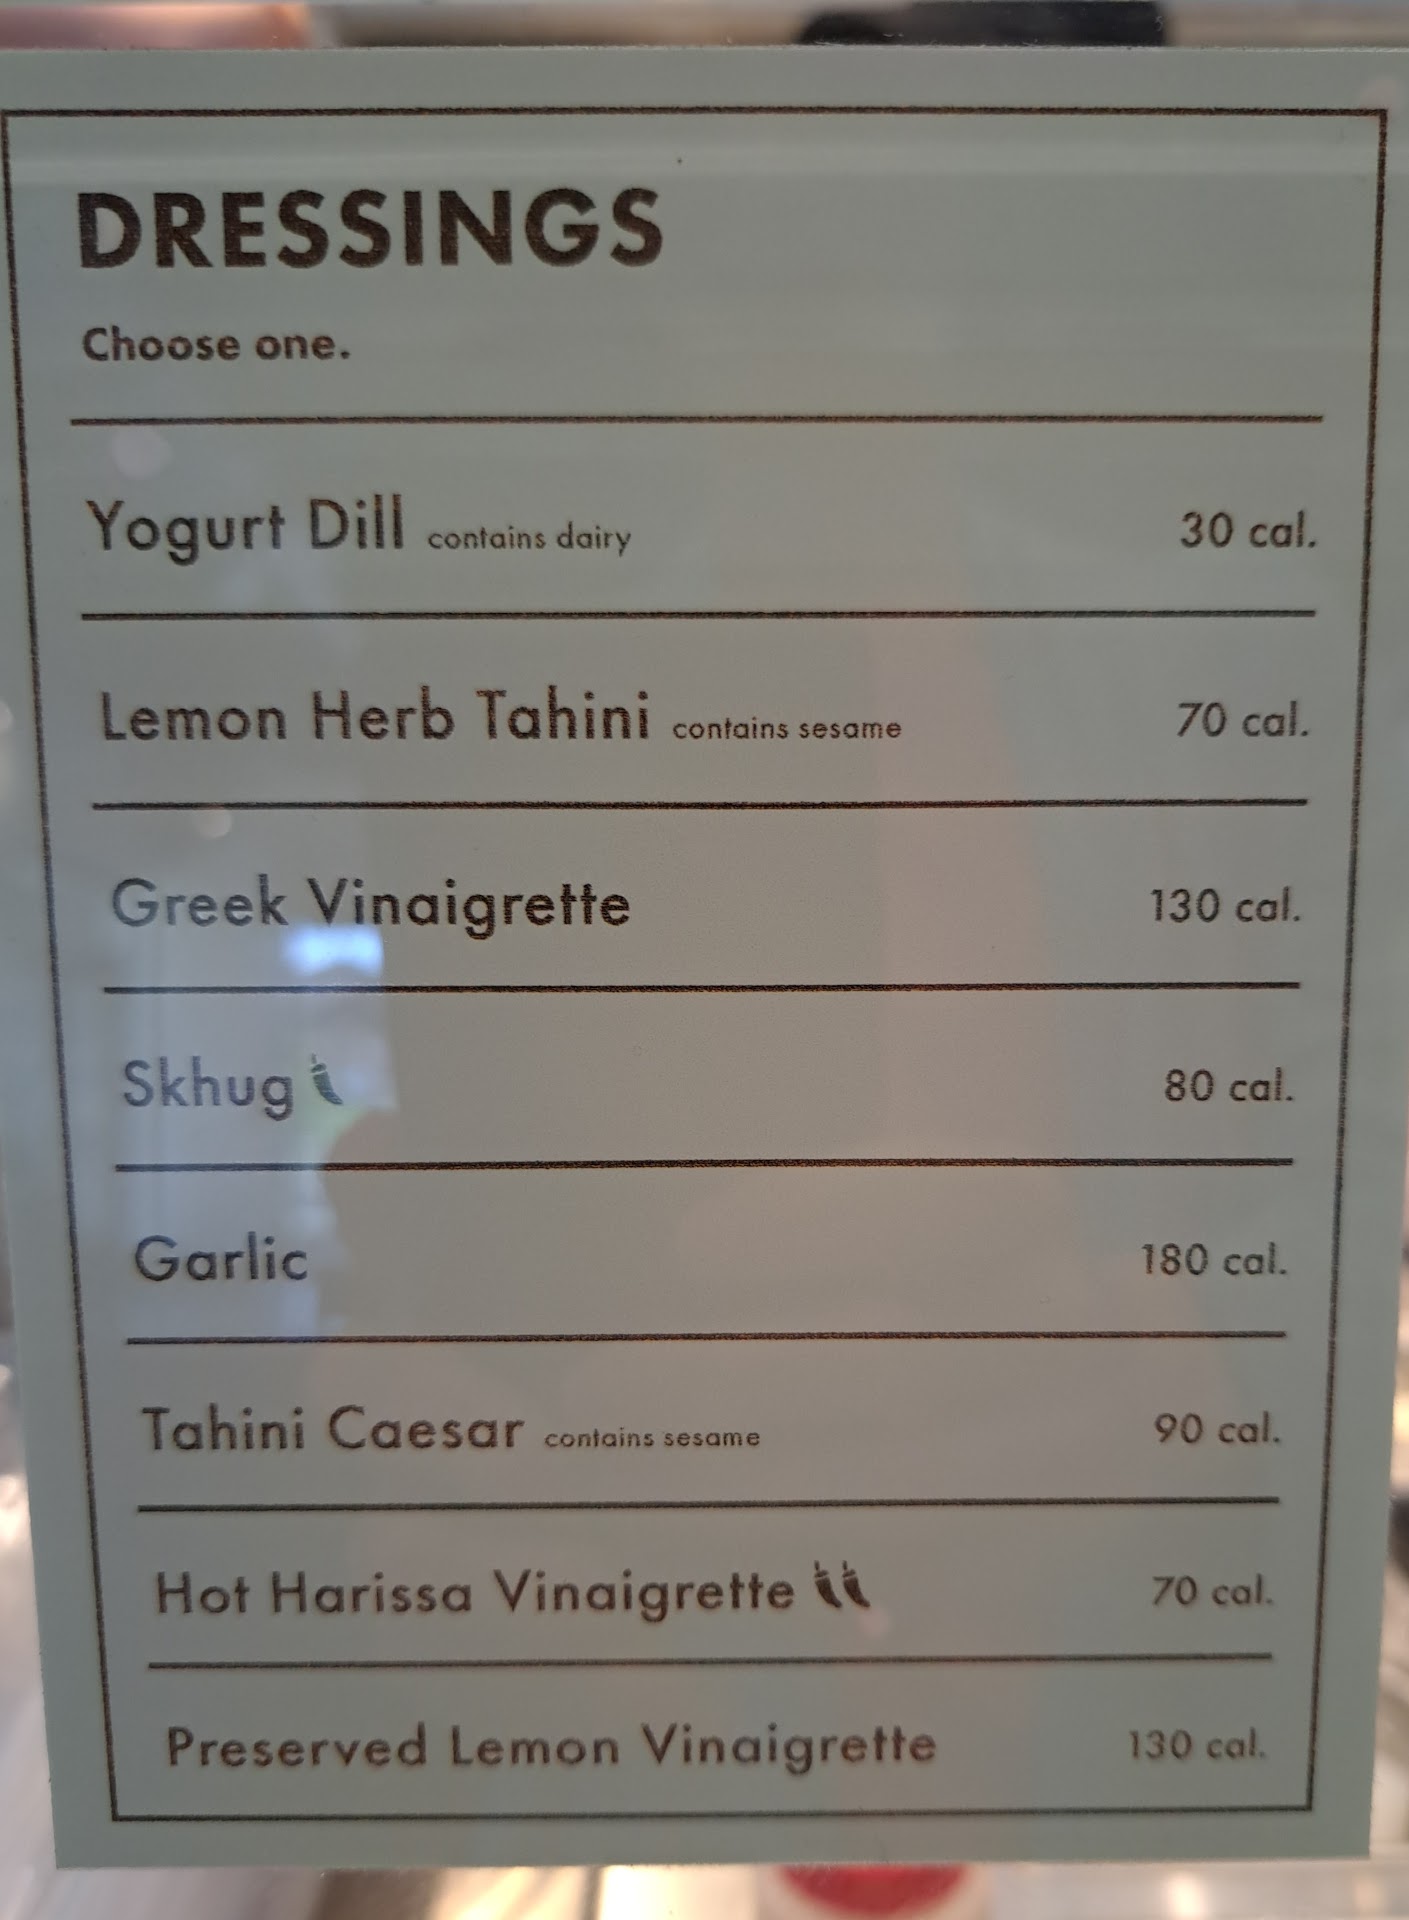 DRESSINGS
Choose one.
Yogurt Dill contains dairy 30 cal.
Lemon Herb Tahini contains sesame 70 cal.
Greek Vinaigrette 130 cal.
Skhug 80 cal.
Garlic 180 cal.
Tahini Caesar contains sesame 90 cal.
Hot Harissa Vinaigrette 70 cal.
Preserved Lemon Vinaigrette 130 cal.